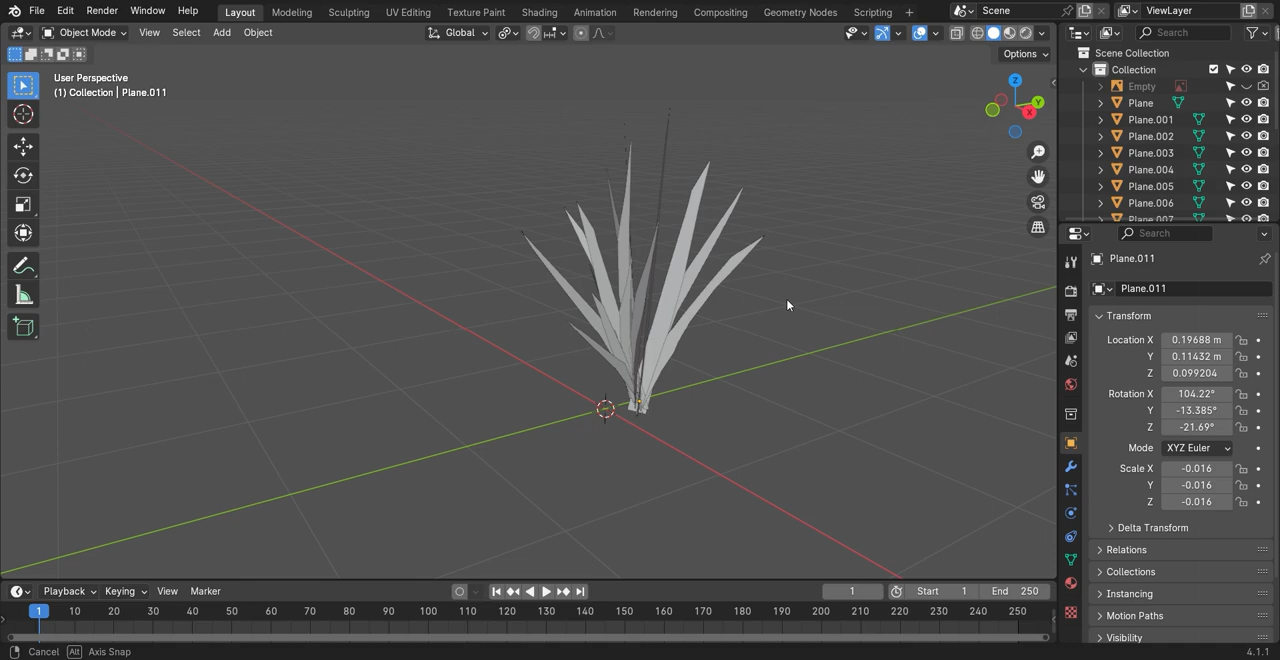 File Edit Render Window Help Layout Modeling Sculpting UV Editing Texture Paint Shading Animation Rendering Compositing Geometry Nodes Scripting + Scene ViewLayer
Object Mode View Select Add Object Global Search
Options
User Perspective
(1) Collection | Plane.011
Z
Y
X
Scene Collection
Collection
Empty
Plane
Plane.001
Plane.002
Plane.003
Plane.004
Plane.005
Plane.006
Plane.007
Search
Plane.011
Plane.011
Transform
Location X 0.19688 m
Y 0.11432 m
Z 0.099204
Rotation X 104.22°
Y -13.385°
Z -21.69°
Mode XYZ Euler
Scale X -0.016
Y -0.016
Z -0.016
Delta Transform
Relations
Collections
Instancing
Motion Paths
Visibility
Playback Keying View Marker 1 Start 1 End 250
1 10 20 30 40 50 60 70 80 90 100 110 120 130 140 150 160 170 180 190 200 210 220 230 240 250
Cancel Alt Axis Snap 4.1.1